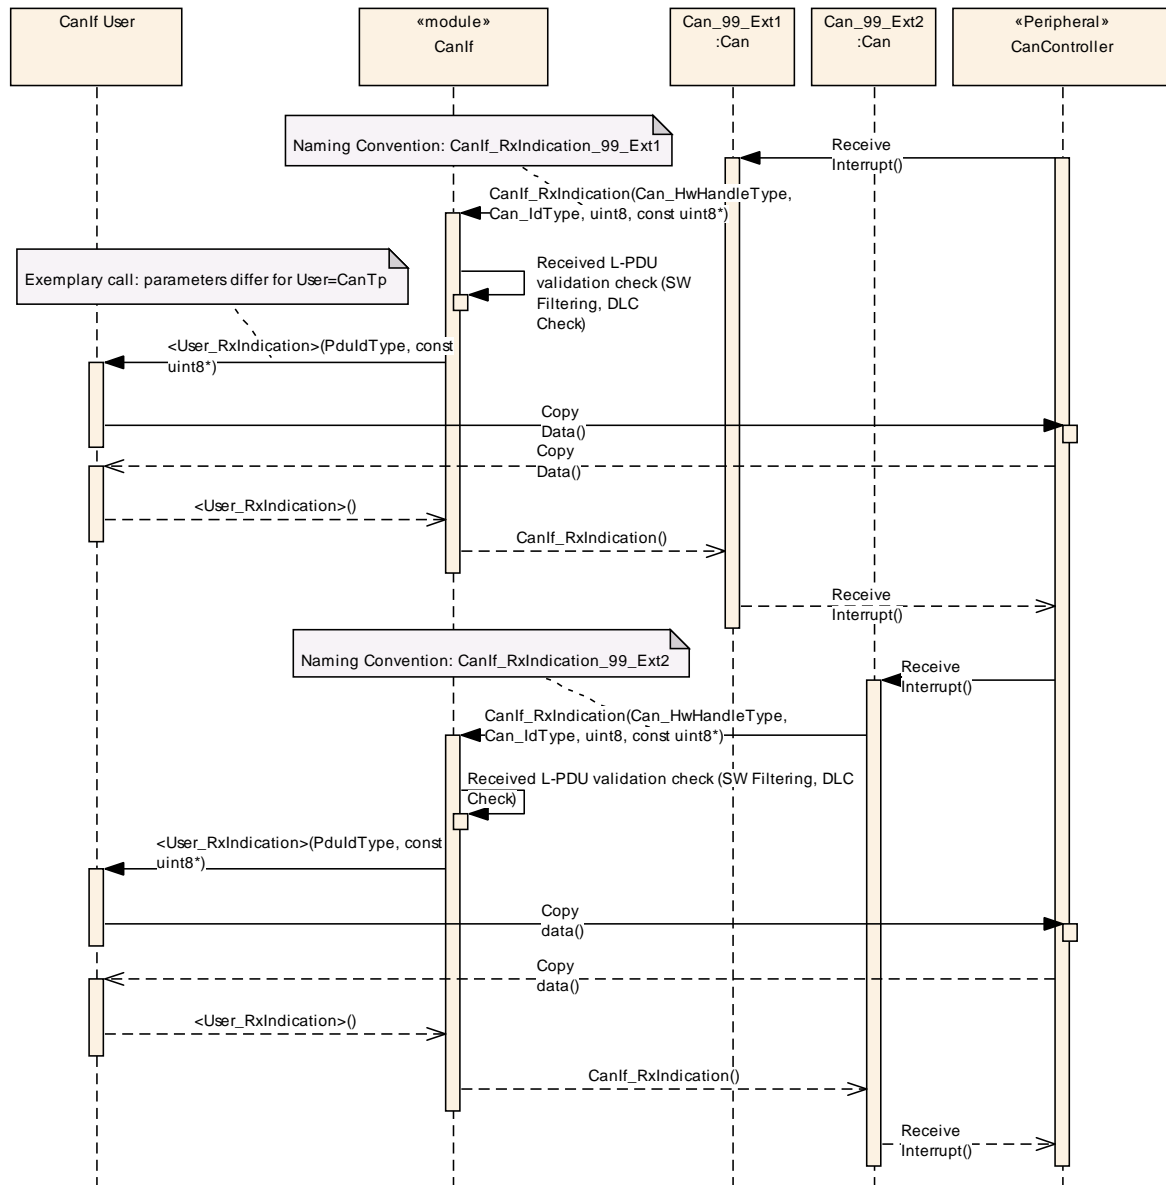 CanIf User
«module»
CanIf
Can_99_Ext1
:Can
Can_99_Ext2
:Can
«Peripheral»
CanController
Naming Convention: CanIf_RxIndication_99_Ext1
Receive
Interrupt()
CanIf_RxIndication(Can_HwHandleType,
Can_IdType, uint8, const uint8*)
Received L-PDU
validation check (SW
Filtering, DLC
Check)
Exemplary call: parameters differ for User=CanTp
<User_RxIndication>(PduIdType, const
uint8*)
Copy
Data()
Copy
Data()
<User_RxIndication>()
CanIf_RxIndication()
Receive
Interrupt()
Naming Convention: CanIf_RxIndication_99_Ext2
Receive
Interrupt()
CanIf_RxIndication(Can_HwHandleType,
Can_IdType, uint8, const uint8*)
Received L-PDU validation check (SW Filtering, DLC
Check)
<User_RxIndication>(PduIdType, const
uint8*)
Copy
data()
Copy
data()
<User_RxIndication>()
CanIf_RxIndication()
Receive
Interrupt()